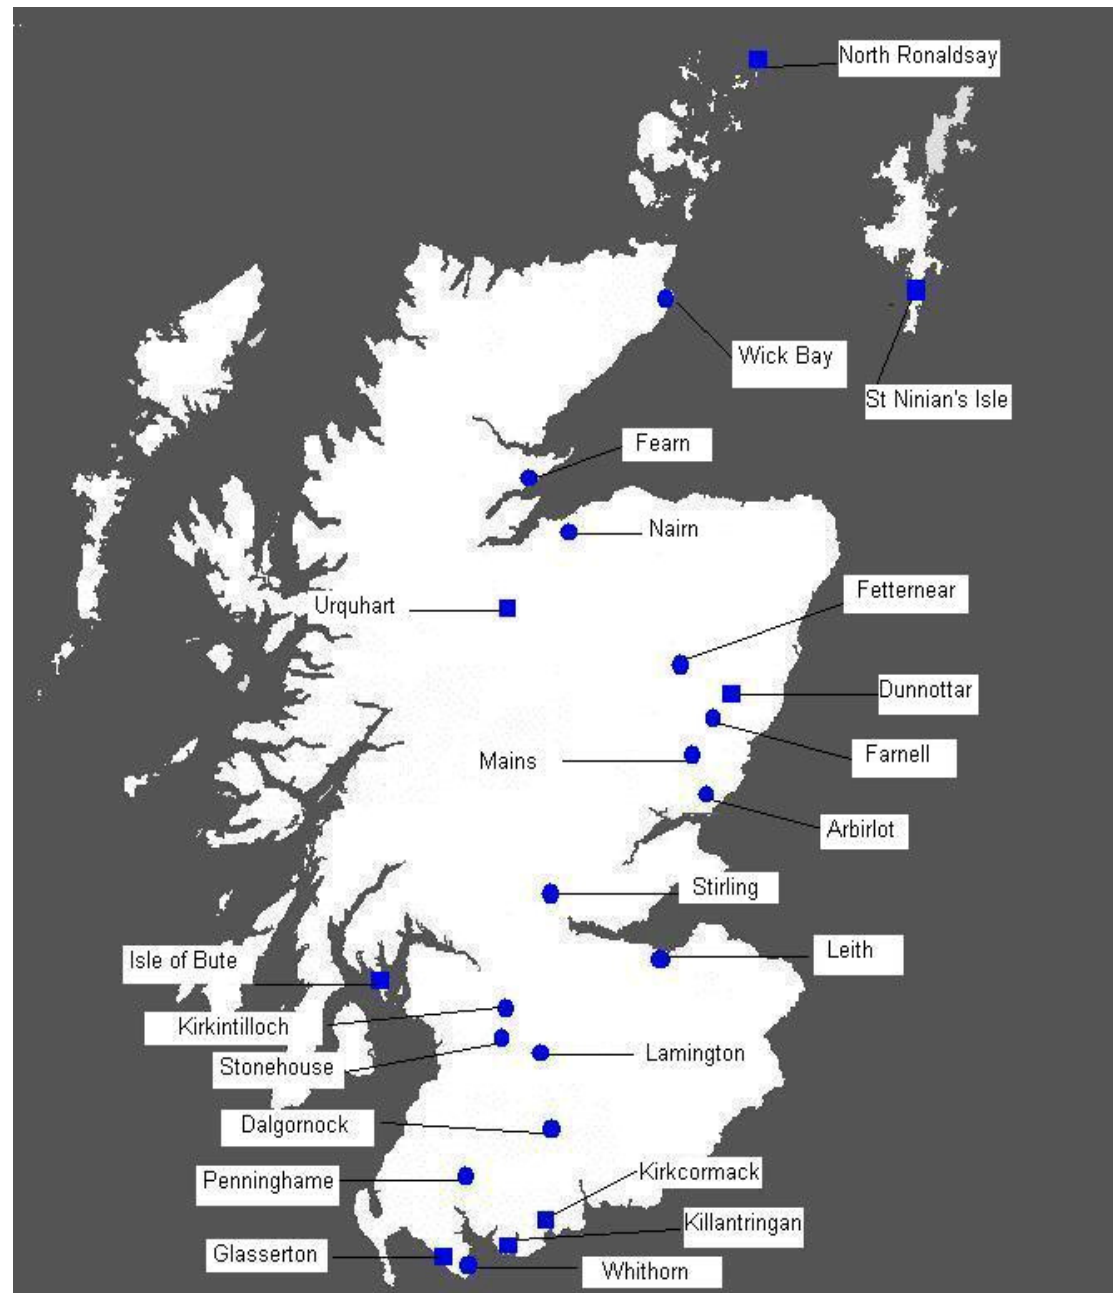 North Ronaldsay
Wick Bay
St Ninian's Isle
Fearn
Nairn
Fetternear
Urquhart
Dunnottar
Farnell
Mains
Arbirlot
Stirling
Leith
Isle of Bute
Kirkintilloch
Stonehouse
Lamington
Dalgornock
Kirkcormack
Penninghame
Killantringan
Glasserton
Whithorn